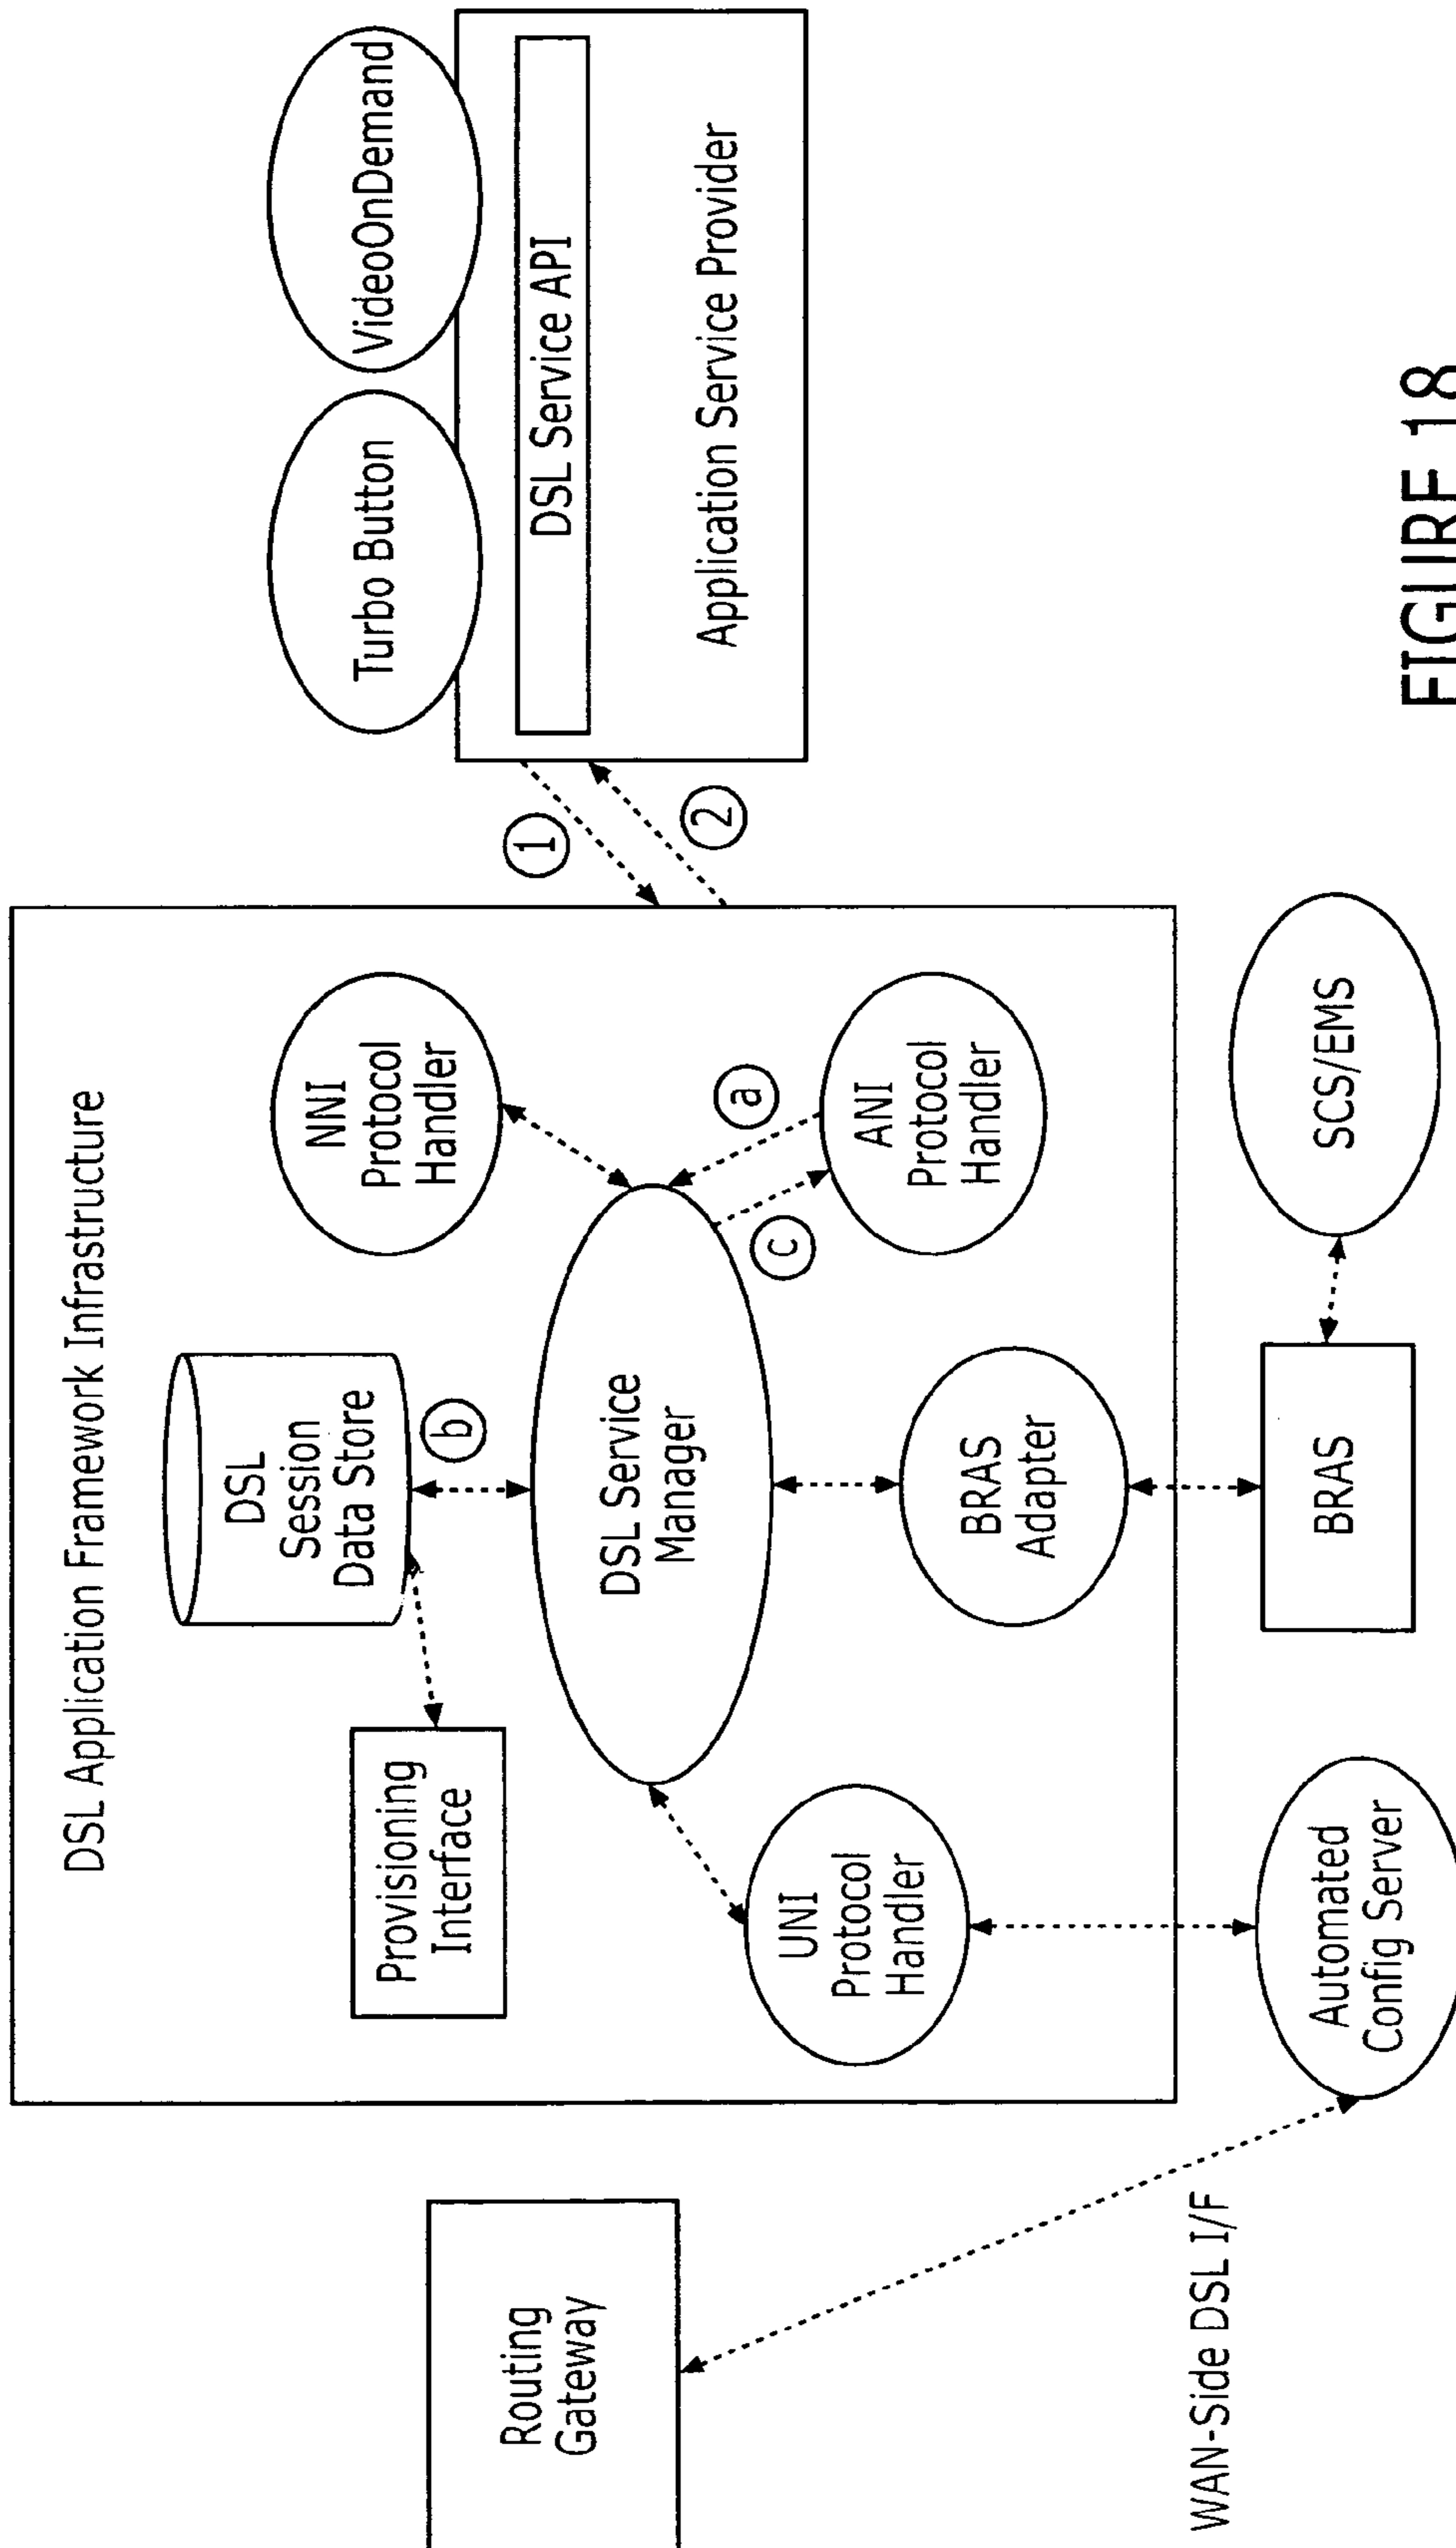 DSL Application Framework Infrastructure
Routing
Gateway
Provisioning
Interface
DSL
Session
Data Store
NNI
Protocol
Handler
b
DSL Service
Manager
a
c
UNI
Protocol
Handler
BRAS
Adapter
ANI
Protocol
Handler
1
2
Turbo Button
VideoOnDemand
DSL Service API
Application Service Provider
WAN-Side DSL I/F
Automated
Config Server
BRAS
SCS/EMS
FIGURE 18